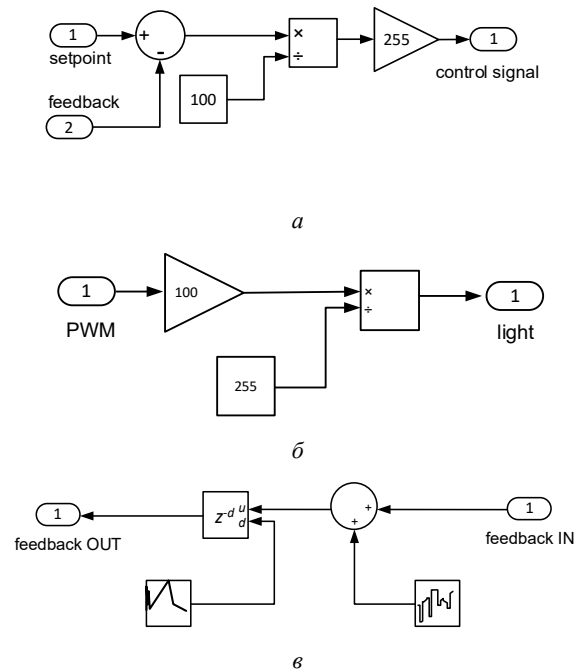 1
setpoint
+
-
×
÷
255
1
control signal
100
feedback
2
а
1
PWM
100
×
÷
1
light
255
б
1
feedback OUT
z-d
u
d
+
+
1
feedback IN
в